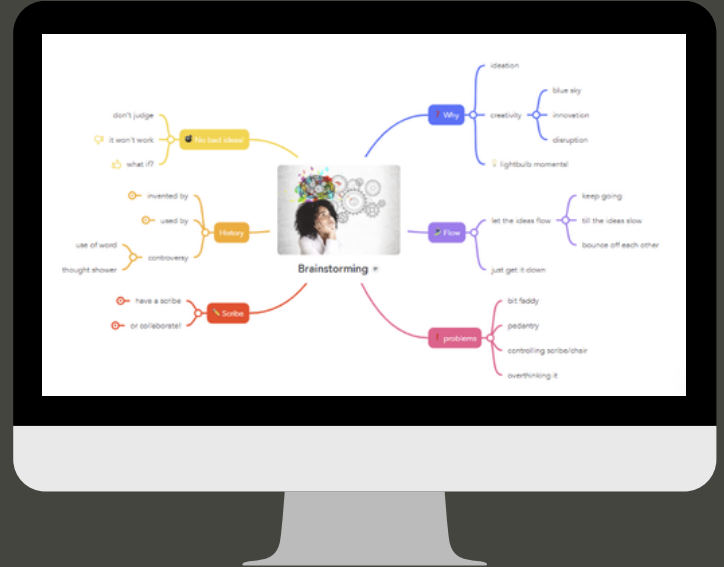 Brainstorming
Why
ideation
creativity
blue sky
innovation
disruption
lightbulb moments!
Flow
let the ideas flow
keep going
till the ideas slow
bounce off each other
just get it down
problems
bit faddy
pedantry
controlling scribe/chair
overthinking it
No bad ideas!
don't judge
it won't work
what if?
History
invented by
used by
controversy
use of word
thought shower
Scribe
have a scribe
or collaborate!